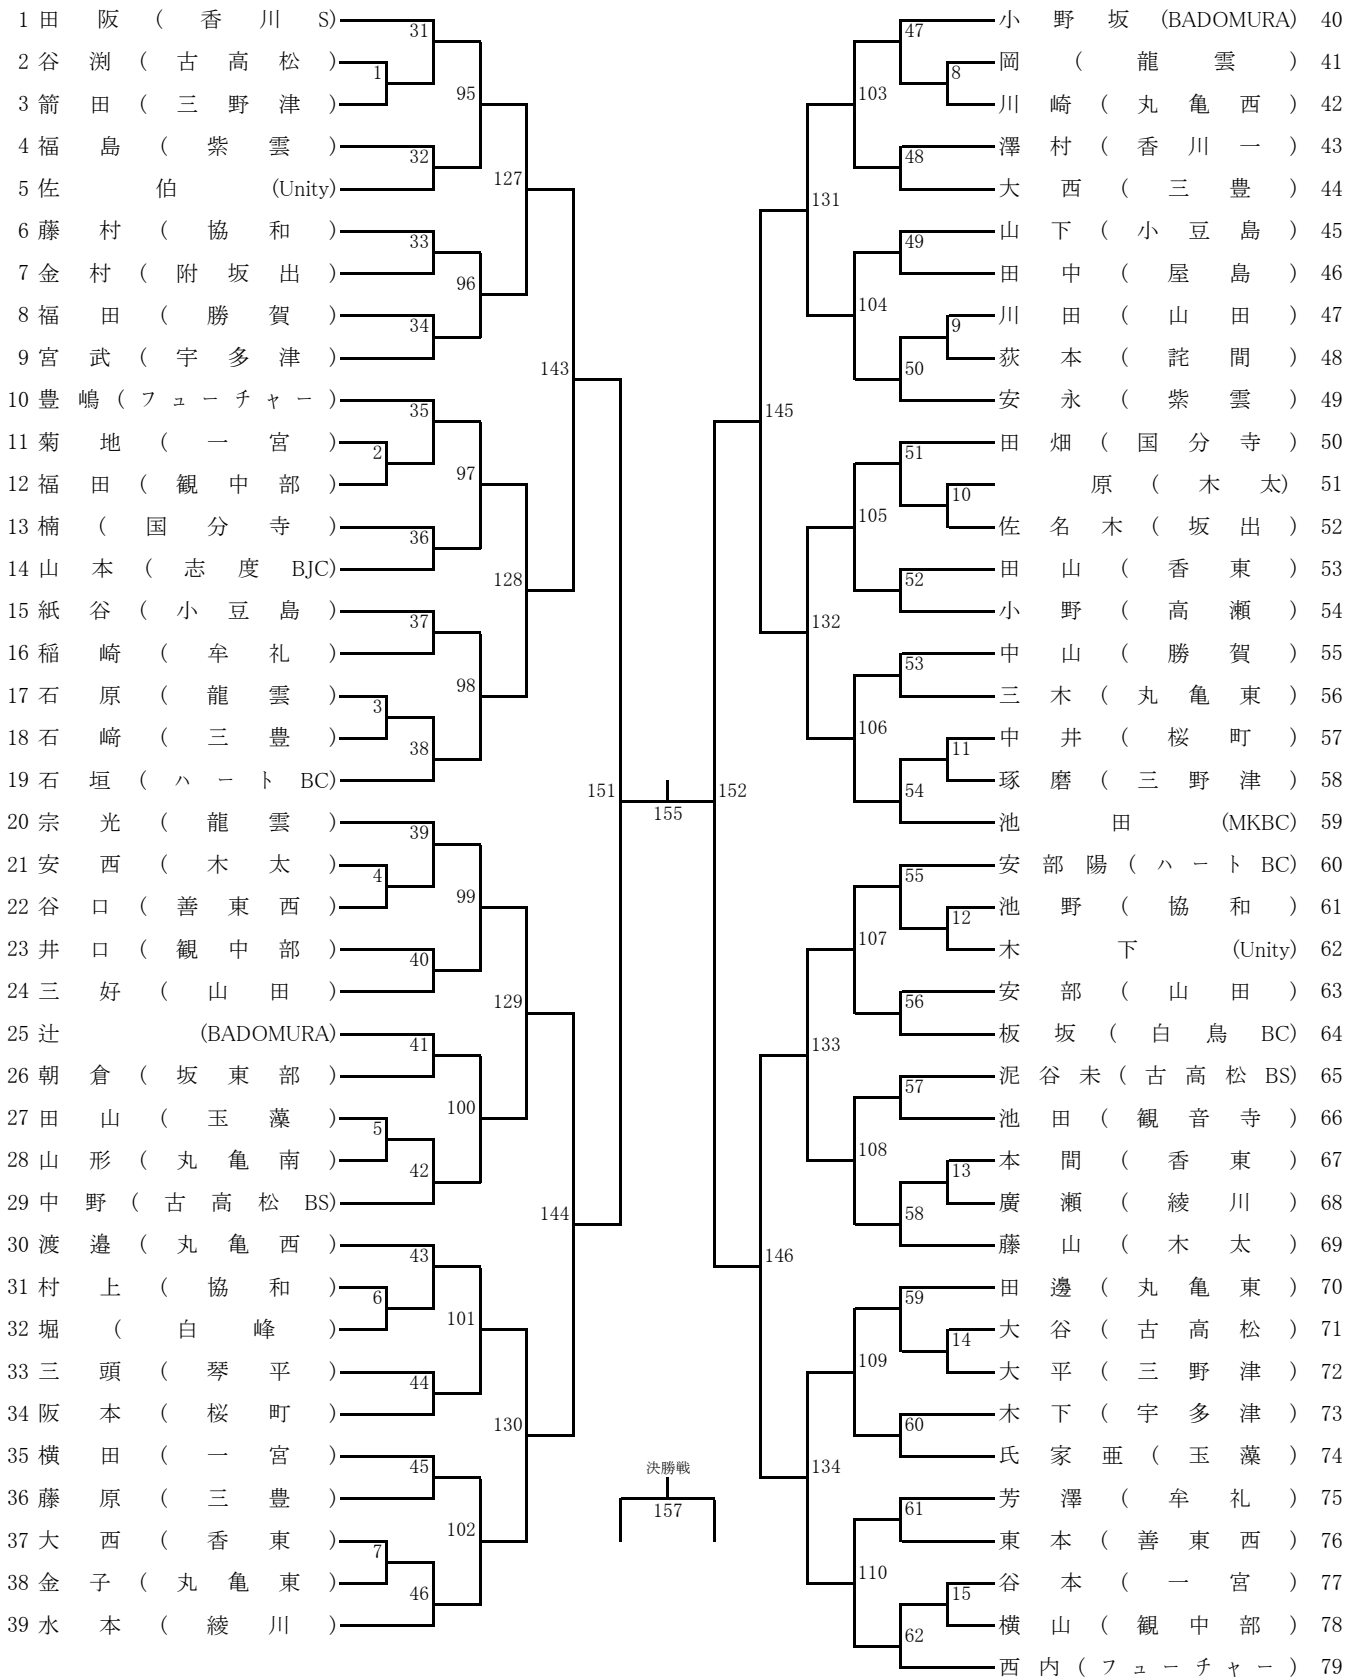 1 田阪(香川S)
2 谷渕(古高松)
3 箭田(三野津)
4 福島(紫雲)
5 佐伯(Unity)
6 藤村(協和)
7 金村(附坂出)
8 福田(勝賀)
9 宮武(宇多津)
10 豊嶋(フューチャー)
11 菊地(一宮)
12 福田(観中部)
13 楠(国分寺)
14 山本(志度BJC)
15 紙谷(小豆島)
16 稲崎(牟礼)
17 石原(龍雲)
18 石﨑(三豊)
19 石垣(ハートBC)
20 宗光(龍雲)
21 安西(木太)
22 谷口(善東西)
23 井口(観中部)
24 三好(山田)
25 辻(BADOMURA)
26 朝倉(坂東部)
27 田山(玉藻)
28 山形(丸亀南)
29 中野(古高松BS)
30 渡邉(丸亀西)
31 村上(協和)
32 堀(白峰)
33 三頭(琴平)
34 阪本(桜町)
35 横田(一宮)
36 藤原(三豊)
37 大西(香東)
38 金子(丸亀東)
39 水本(綾川)
31
1
95
32
127
33
96
34
143
35
2
97
36
128
37
98
3
38
151
39
4
99
40
129
41
100
5
42
144
43
6
101
44
130
45
102
7
46
155
決勝戦
157
47
8
103
48
131
49
104
9
50
145
51
10
105
52
132
53
106
11
54
152
55
12
107
56
133
57
108
13
58
146
59
14
109
60
134
61
110
15
62
小野坂(BADOMURA) 40
岡(龍雲) 41
川崎(丸亀西) 42
澤村(香川一) 43
大西(三豊) 44
山下(小豆島) 45
田中(屋島) 46
川田(山田) 47
荻本(詫間) 48
安永(紫雲) 49
田畑(国分寺) 50
原(木太) 51
佐名木(坂出) 52
田山(香東) 53
小野(高瀬) 54
中山(勝賀) 55
三木(丸亀東) 56
中井(桜町) 57
琢磨(三野津) 58
池田(MKBC) 59
安部陽(ハートBC) 60
池野(協和) 61
木下(Unity) 62
安部(山田) 63
板坂(白鳥BC) 64
泥谷未(古高松BS) 65
池田(観音寺) 66
本間(香東) 67
廣瀬(綾川) 68
藤山(木太) 69
田邊(丸亀東) 70
大谷(古高松) 71
大平(三野津) 72
木下(宇多津) 73
氏家亜(玉藻) 74
芳澤(牟礼) 75
東本(善東西) 76
谷本(一宮) 77
横山(観中部) 78
西内(フューチャー) 79